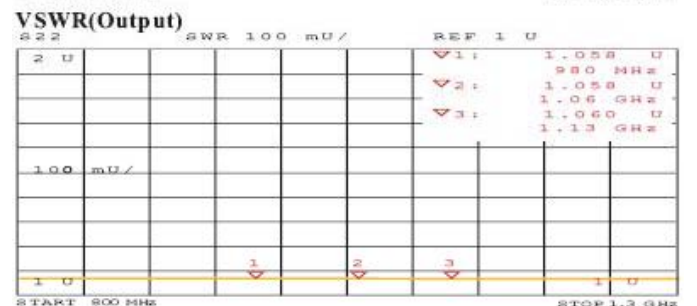 VSWR(Output)
S22 SWR 100 mU/ REF 1 U
2 U
▽1: 1.058 U
980 MHz
▽2: 1.058 U
1.06 GHz
▽3: 1.060 U
1.13 GHz
100 mU/
1 2 3
1 U 1 U
START 800 MHz STOP 1.3 GHz